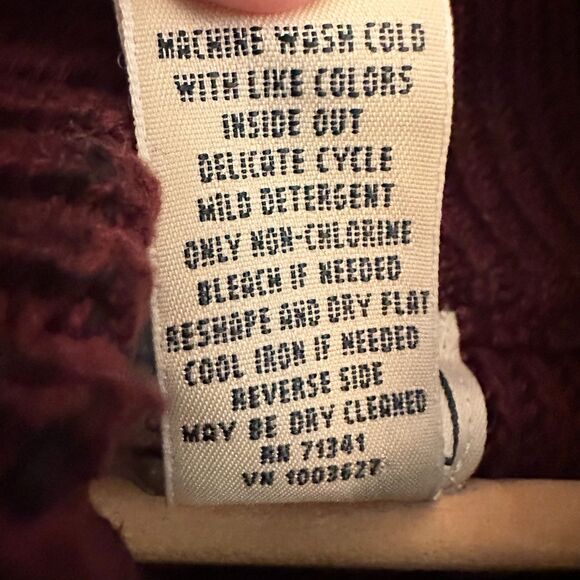 MACHINE WASH COLD
WITH LIKE COLORS
INSIDE OUT
DELICATE CYCLE
MILD DETERGENT
ONLY NON-CHLORINE
BLEACH IF NEEDED
RESHAPE AND DRY FLAT
COOL IRON IF NEEDED
REVERSE SIDE
MAY BE DRY CLEANED
RN 71341
VN 1003627